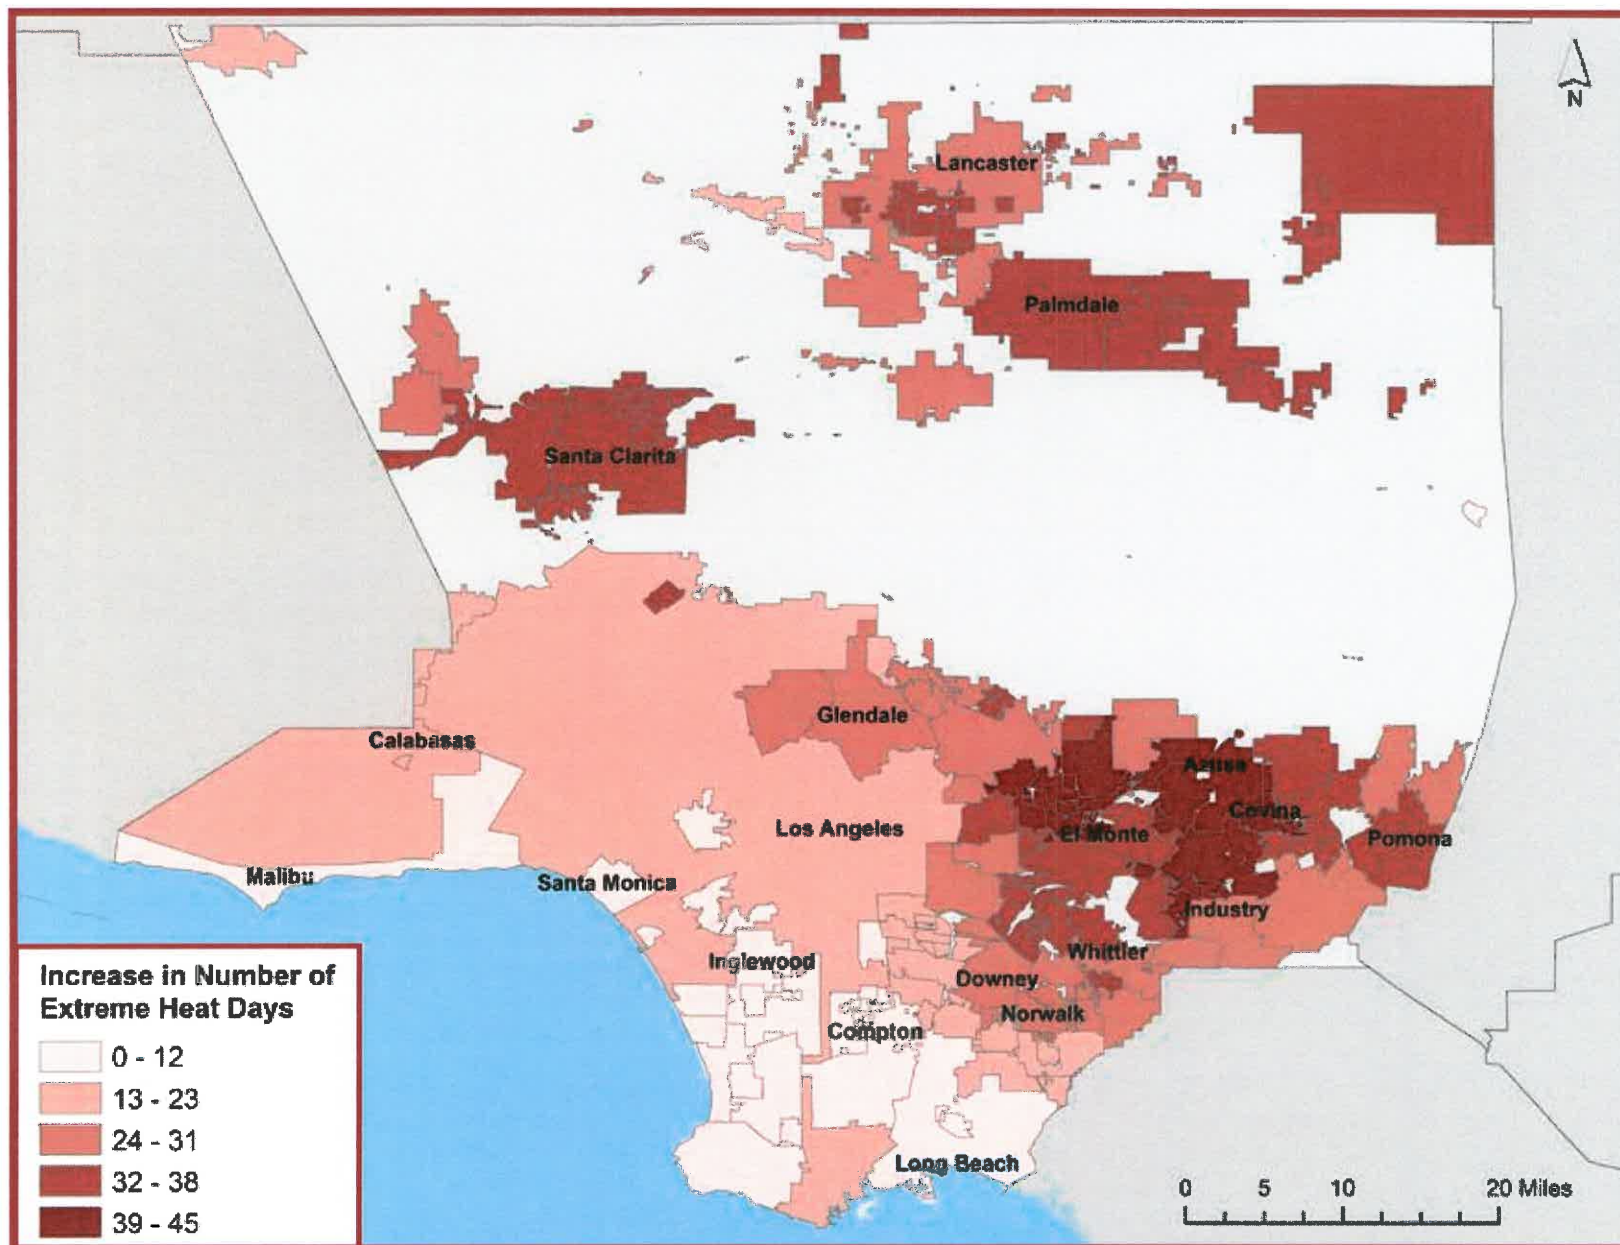 N
Lancaster
Palmdale
Santa Clarita
Glendale
Calabasas
Azusa
Covina
Los Angeles
El Monte
Pomona
Malibu
Santa Monica
Industry
Whittler
Inglewood
Downey
Norwalk
Compton
Long Beach
Increase in Number of
Extreme Heat Days
0 - 12
13 - 23
24 - 31
32 - 38
39 - 45
0 5 10 20 Miles